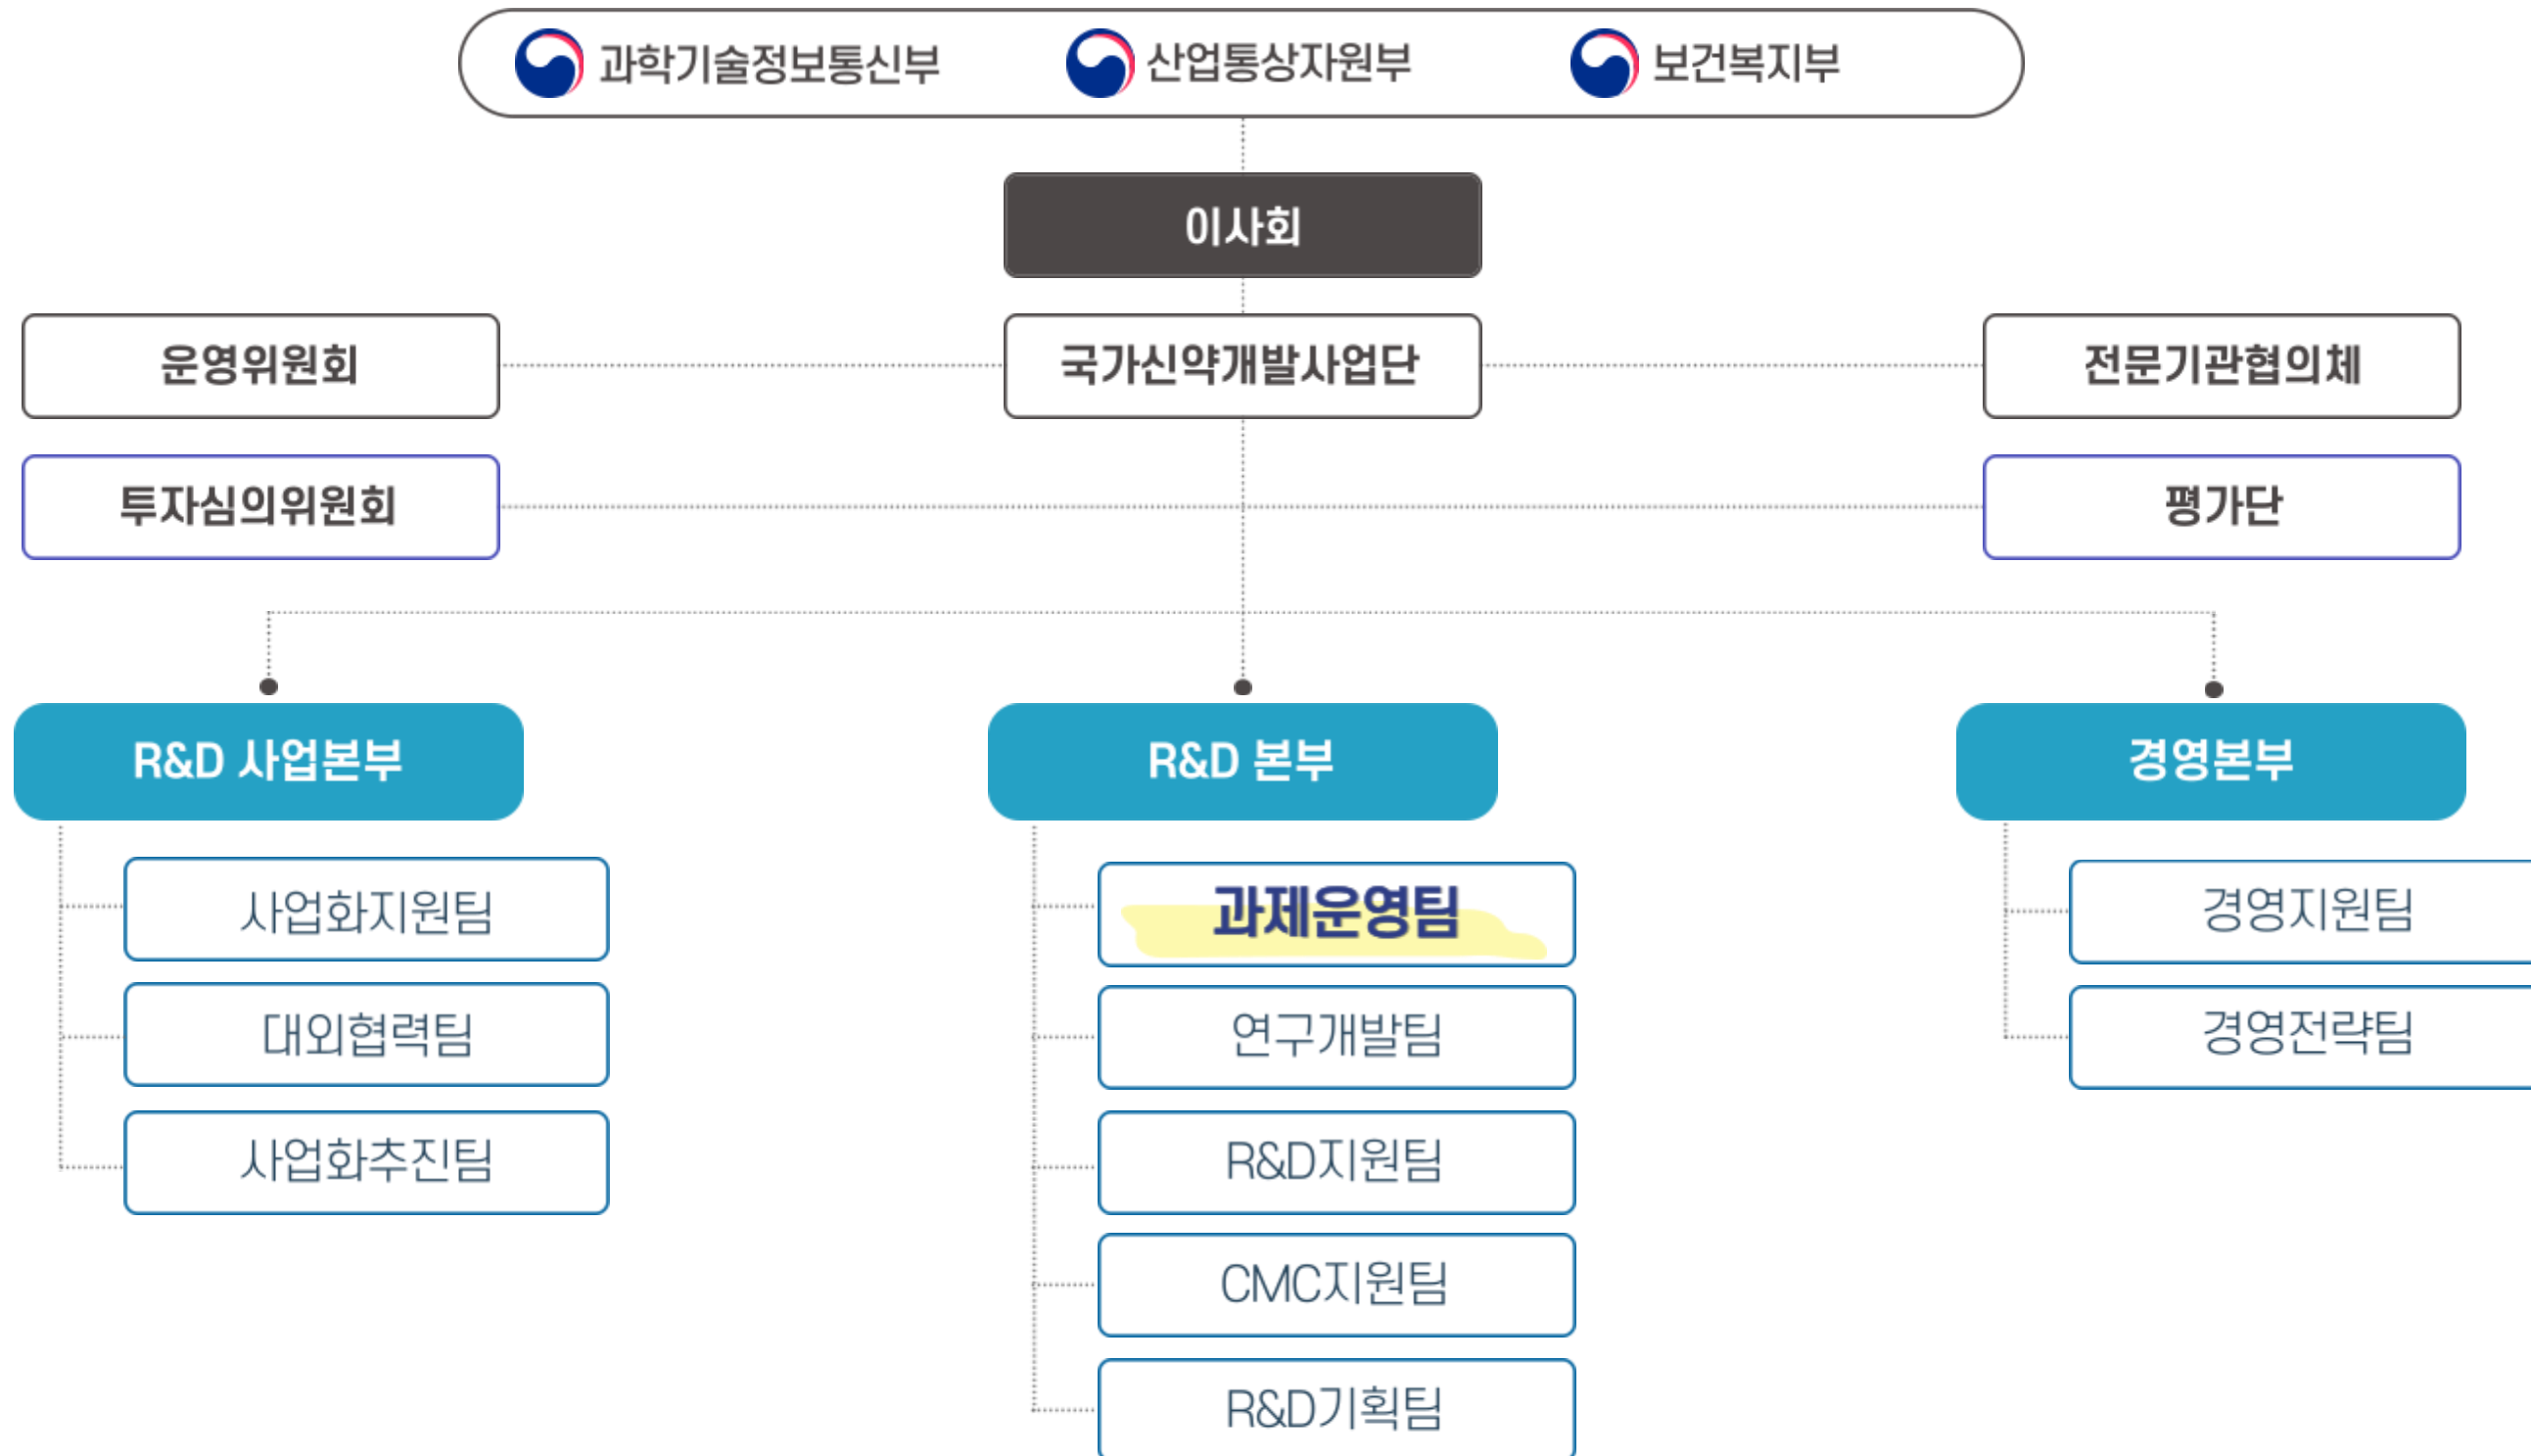 과학기술정보통신부 산업통상자원부 보건복지부
이사회
운영위원회 국가신약개발사업단 전문기관협의체
투자심의위원회 평가단
R&D 사업본부 R&D 본부 경영본부
사업화지원팀 과제운영팀 경영지원팀
대외협력팀 연구개발팀 경영전략팀
사업화추진팀 R&D지원팀
CMC지원팀
R&D기획팀